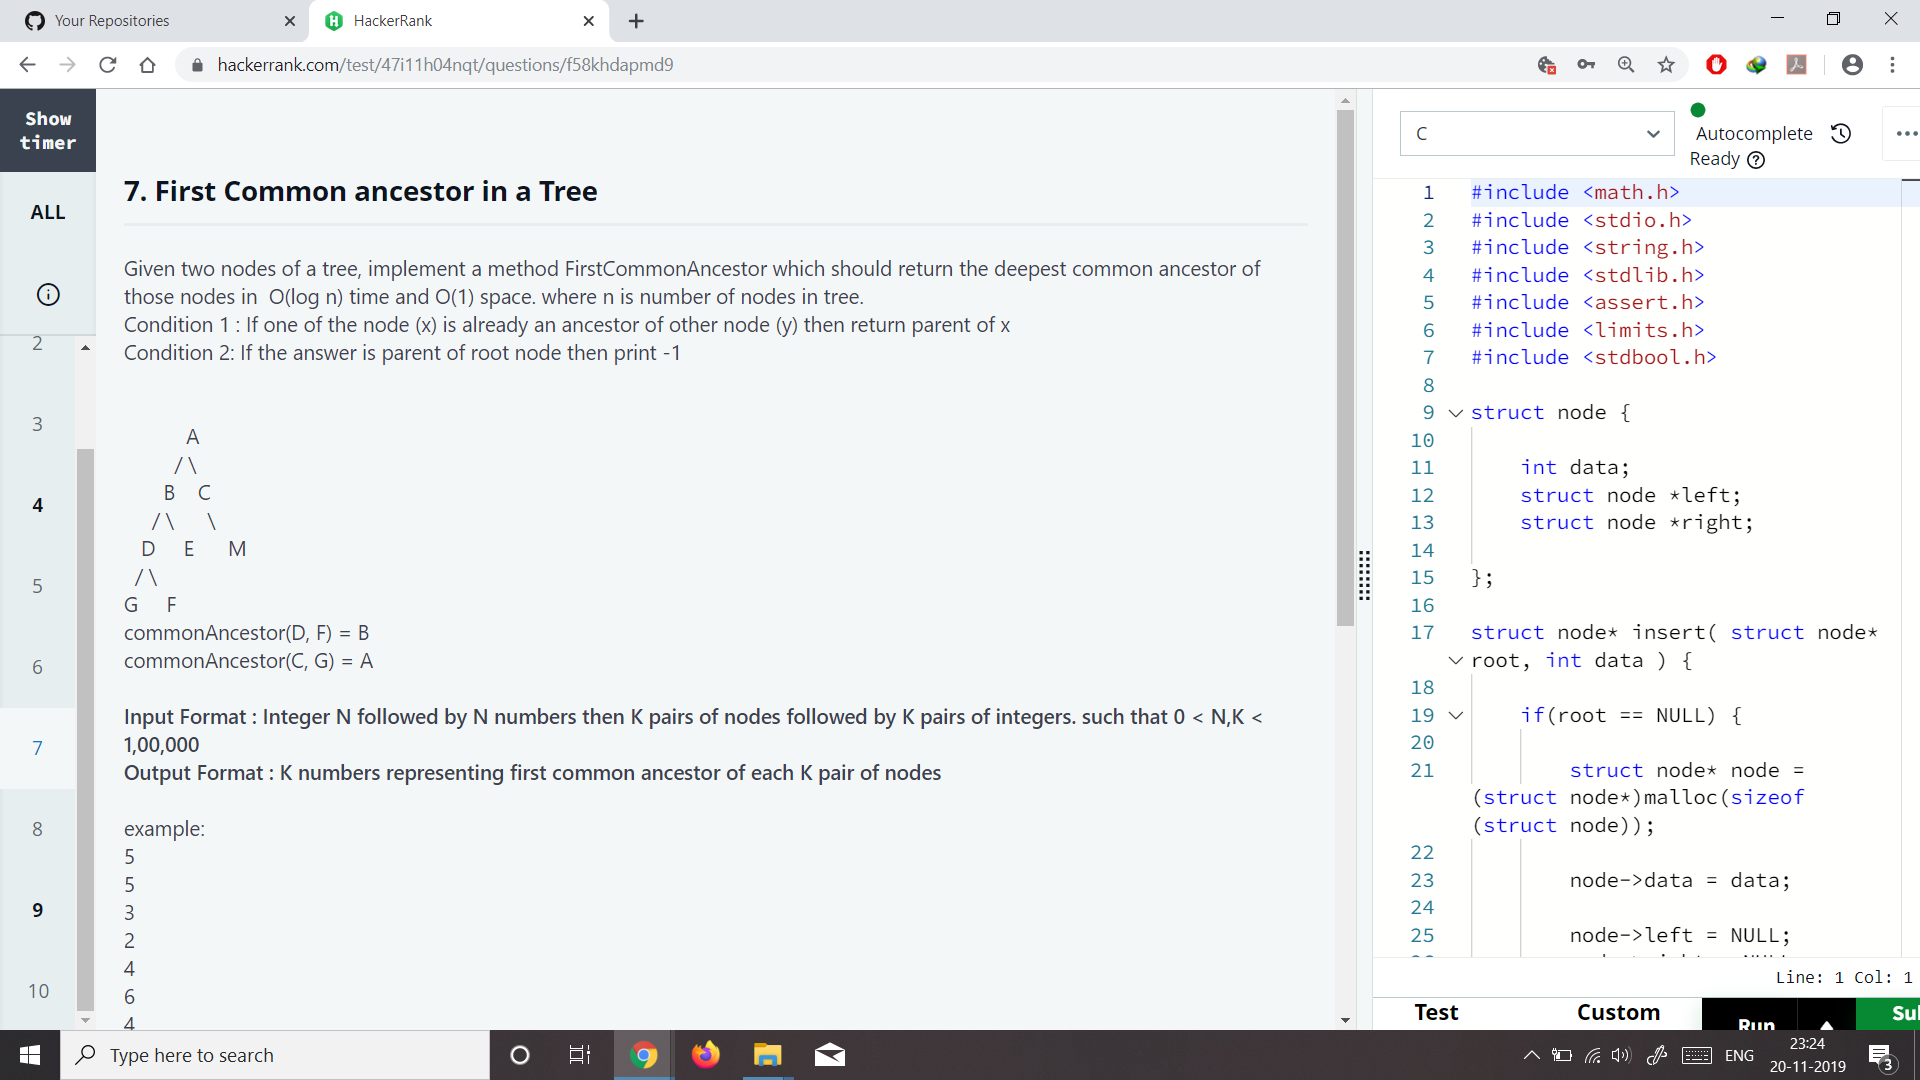 Your Repositories
HackerRank
hackerrank.com/test/47i11h04nqt/questions/f58khdapmd9
Show
timer
ALL
2
3
4
5
6
7
8
9
10
7. First Common ancestor in a Tree
Given two nodes of a tree, implement a method FirstCommonAncestor which should return the deepest common ancestor of
those nodes in  O(log n) time and O(1) space. where n is number of nodes in tree.
Condition 1 : If one of the node (x) is already an ancestor of other node (y) then return parent of x
Condition 2: If the answer is parent of root node then print -1
A
/ \
B C
/ \ \
D E M
/ \
G F
commonAncestor(D, F) = B
commonAncestor(C, G) = A
Input Format : Integer N followed by N numbers then K pairs of nodes followed by K pairs of integers. such that 0 < N,K <
1,00,000
Output Format : K numbers representing first common ancestor of each K pair of nodes
example:
5
5
3
2
4
6
4
C
Autocomplete
Ready
1 #include <math.h>
2 #include <stdio.h>
3 #include <string.h>
4 #include <stdlib.h>
5 #include <assert.h>
6 #include <limits.h>
7 #include <stdbool.h>
8
9 struct node {
10
11 int data;
12 struct node *left;
13 struct node *right;
14
15 };
16
17 struct node* insert( struct node*
root, int data ) {
18
19 if(root == NULL) {
20
21 struct node* node =
(struct node*)malloc(sizeof
(struct node));
22
23 node->data = data;
24
25 node->left = NULL;
Line: 1 Col: 1
Test
Custom
Run
Su
Type here to search
ENG
23:24
20-11-2019
3